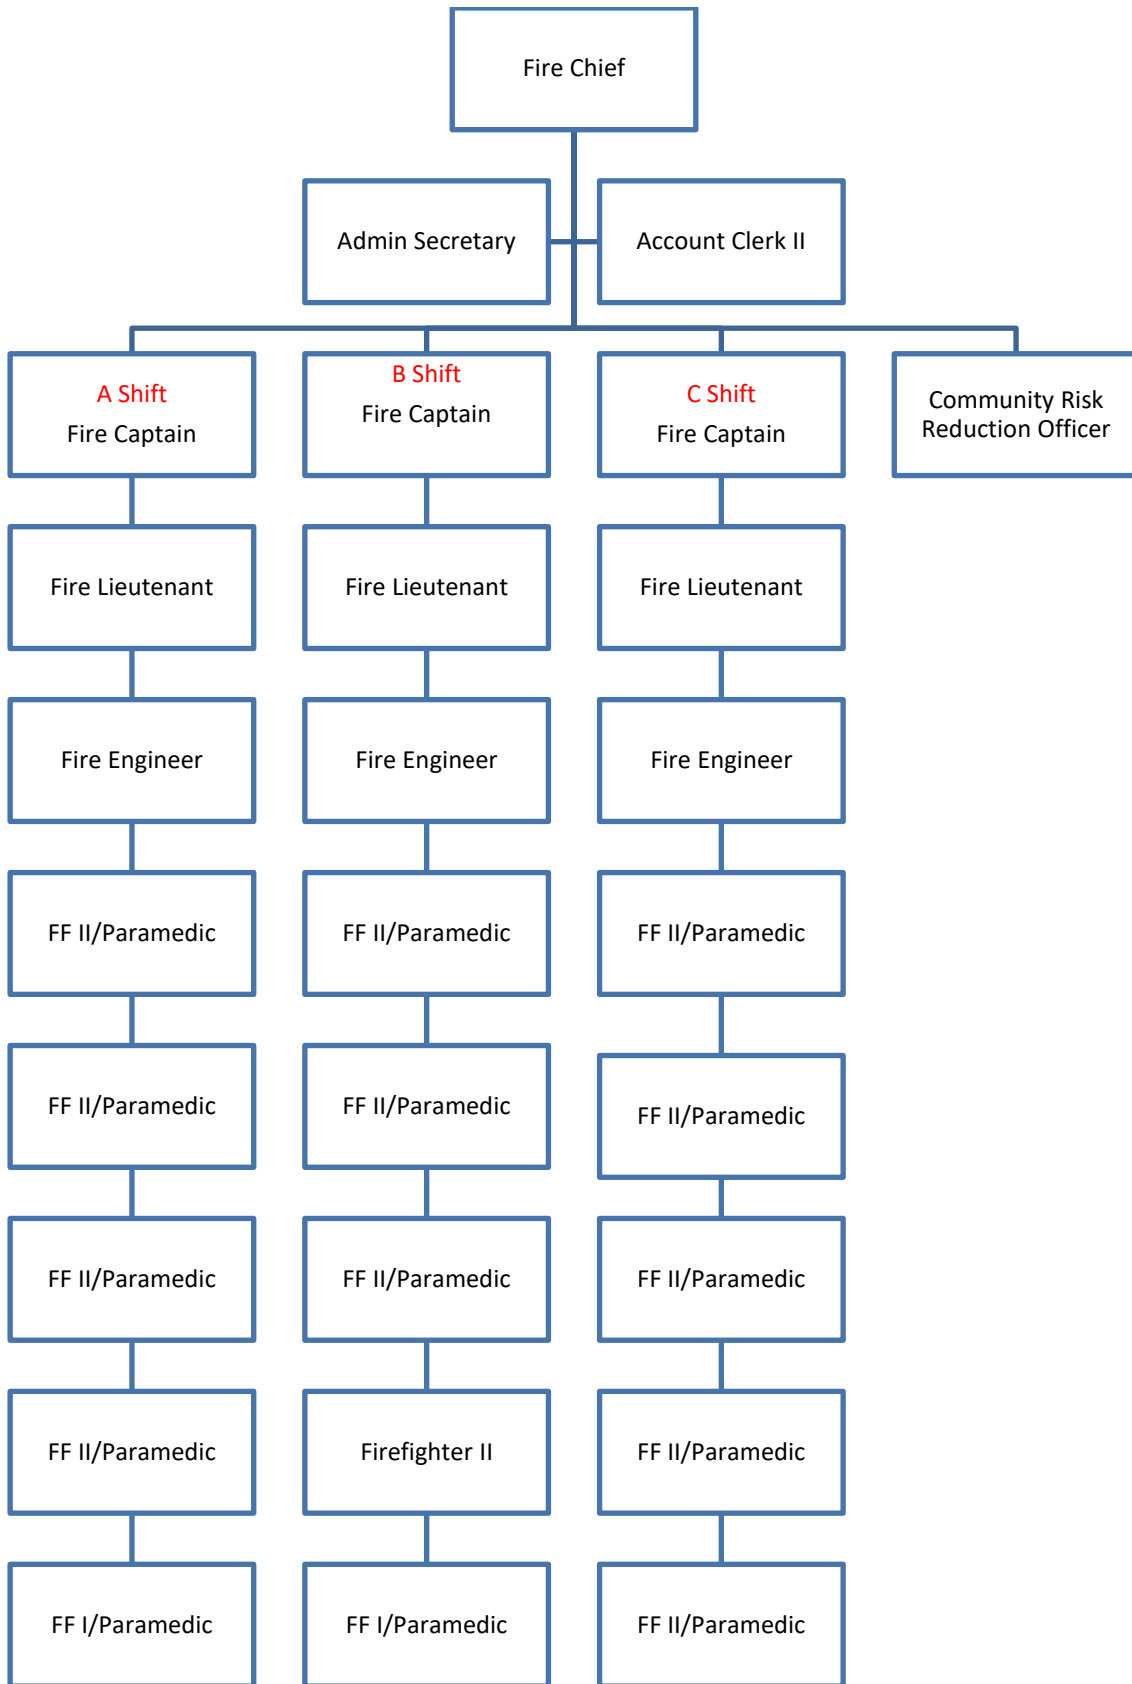 Fire Chief
Admin Secretary
Account Clerk II
A Shift
Fire Captain
B Shift
Fire Captain
C Shift
Fire Captain
Community Risk
Reduction Officer
Fire Lieutenant
Fire Lieutenant
Fire Lieutenant
Fire Engineer
Fire Engineer
Fire Engineer
FF II/Paramedic
FF II/Paramedic
FF II/Paramedic
FF II/Paramedic
FF II/Paramedic
FF II/Paramedic
FF II/Paramedic
FF II/Paramedic
FF II/Paramedic
FF II/Paramedic
Firefighter II
FF II/Paramedic
FF I/Paramedic
FF I/Paramedic
FF II/Paramedic